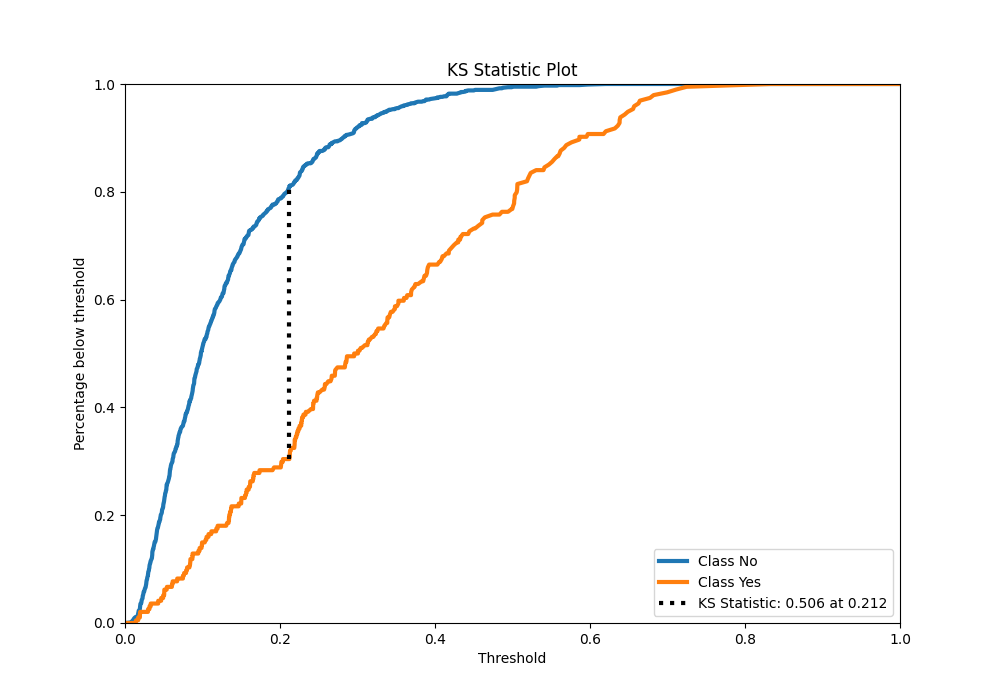 KS Statistic Plot
1.0
0.8
0.6
0.4
0.2
0.0
Percentage below threshold
0.0 0.2 0.4 0.6 0.8 1.0
Threshold
Class No
Class Yes
KS Statistic: 0.506 at 0.212